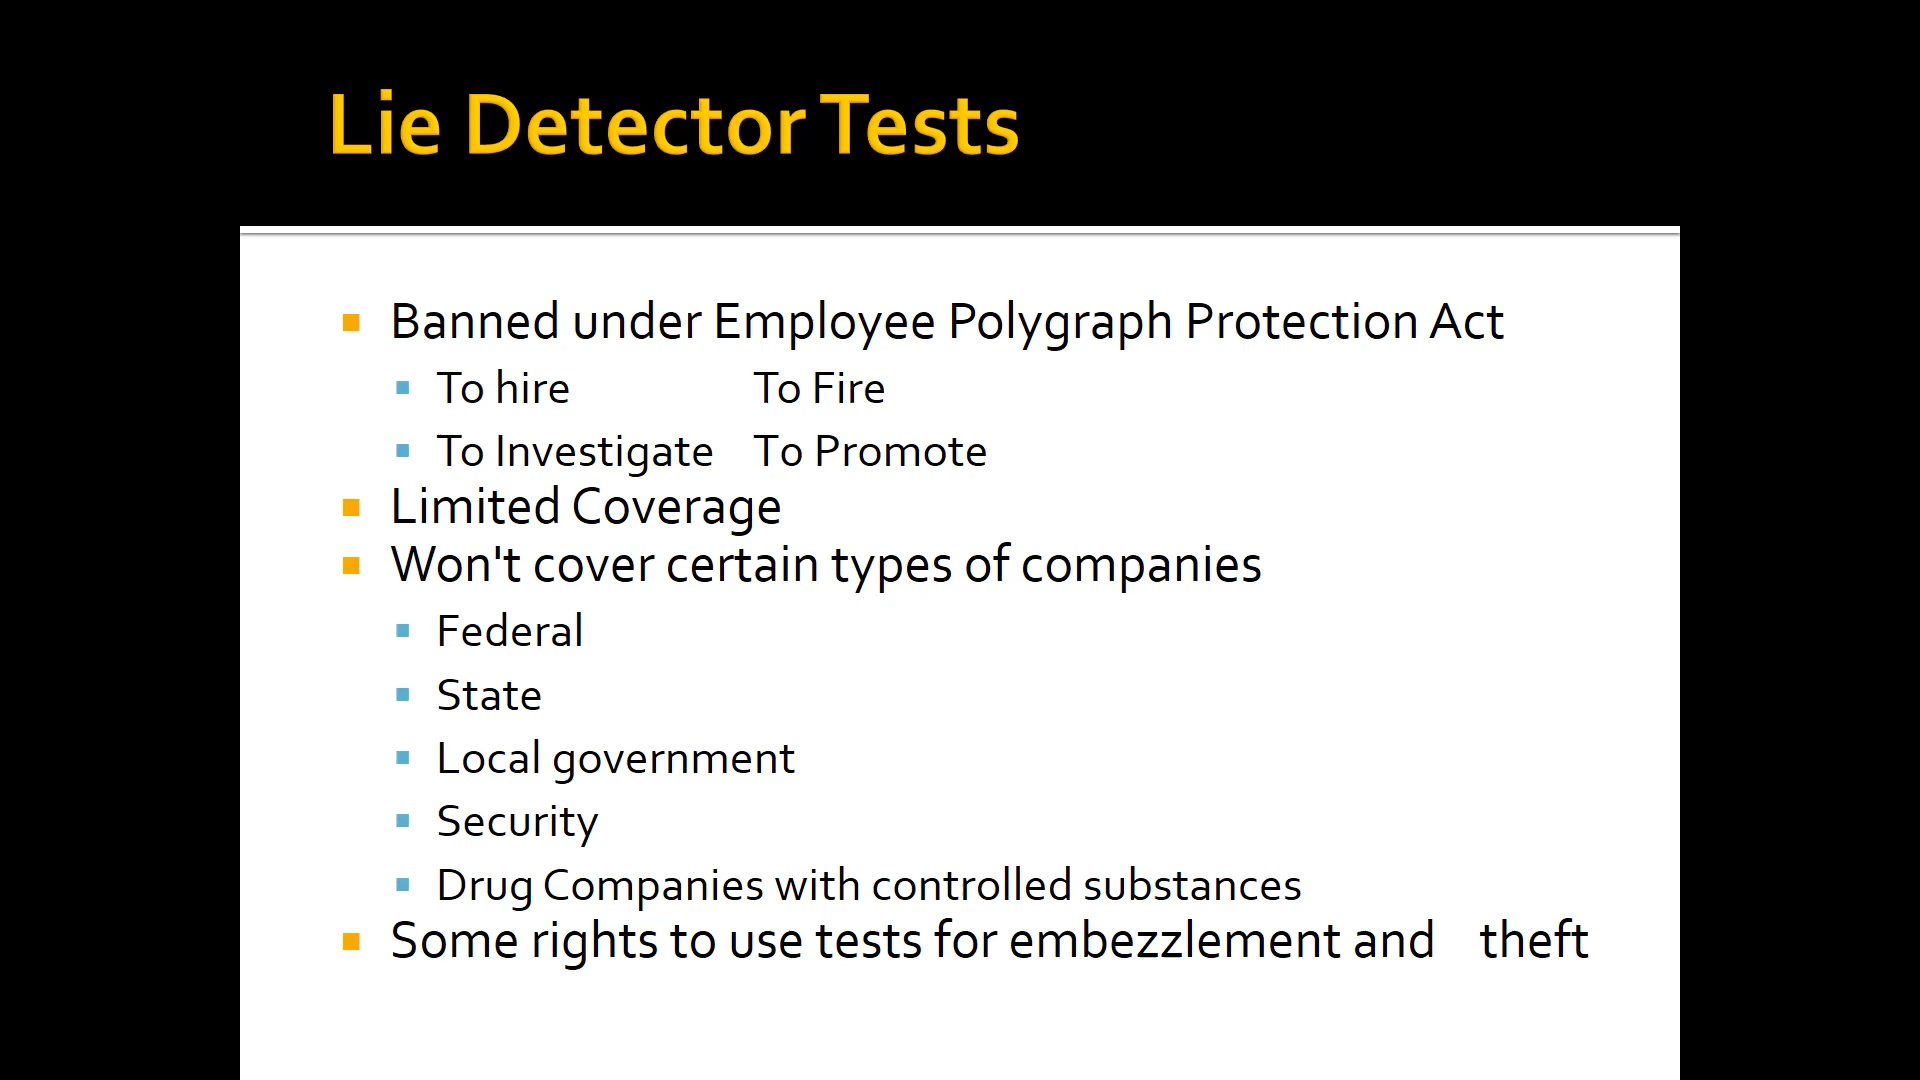 Lie Detector Tests
Banned under Employee Polygraph Protection Act
To hire To Fire
To Investigate To Promote
Limited Coverage
Won't cover certain types of companies
Federal
State
Local government
Security
Drug Companies with controlled substances
Some rights to use tests for embezzlement and theft